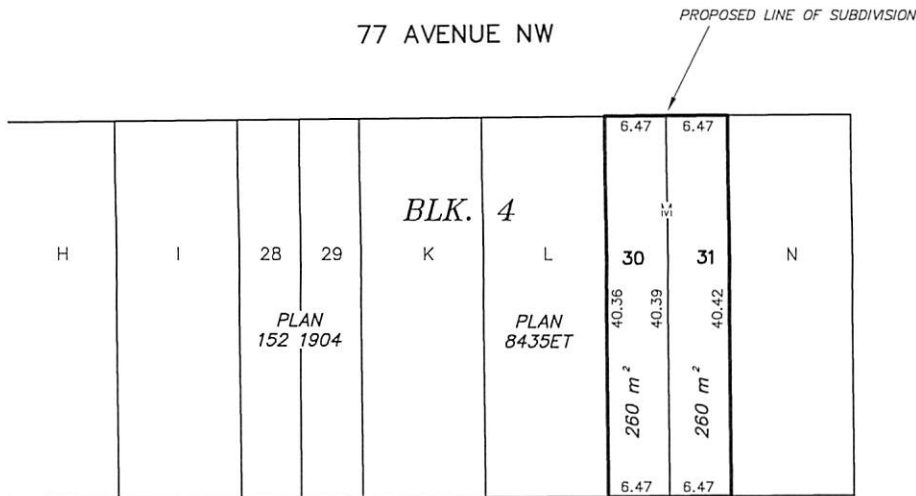 PROPOSED LINE OF SUBDIVISION
77 AVENUE NW
6.47 6.47
BLK. 4
M
H I 28 29 K L 30 31 N
40.36 40.39 40.42
PLAN
152 1904
PLAN
8435ET
260 m²
260 m²
6.47 6.47